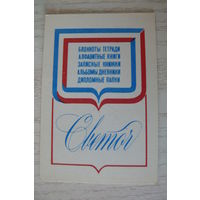 БЛОКНОТЫ ТЕТРАДИ
АЛФАВИТНЫЕ КНИГИ
ЗАПИСНЫЕ КНИЖКИ
АЛЬБОМЫ ДНЕВНИКИ
ДИПЛОМНЫЕ ПАПКИ
Светоч